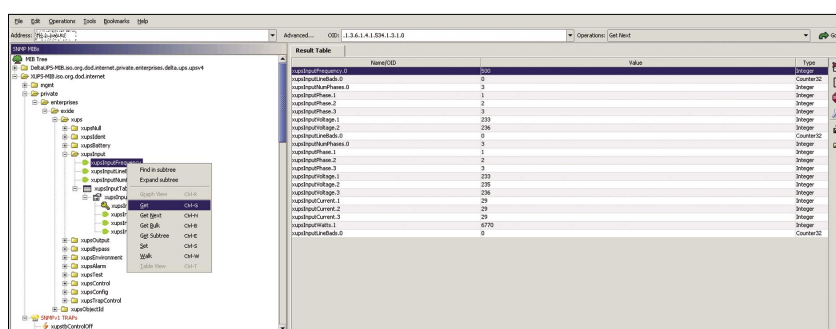 File Edit Operations Tools Bookmarks Help
Address: Advanced... OID: .1.3.6.1.4.1.534.1.3.1.0 Operations: Get Next Go
SNMP MIBs
MIB Tree
DeltaUPS-MIB.iso.org.dod.internet.private.enterprises.delta.ups.upsv4
XUPS-MIB.iso.org.dod.internet
mgmt
private
enterprises
exide
xups
xupsNull
xupsIdent
xupsBattery
xupsInput
xupsInputFrequency
xupsInputLineB
xupsInputNum
xupsInputTab
xupsInpu
xupsI
xupsIn
xupsIn
xupsIn
xupsOutput
xupsBypass
xupsEnvironment
xupsAlarm
xupsTest
xupsControl
xupsConfig
xupsTrapControl
xupsObjectId
SNMPv1 TRAPs
xupstbControlOff
Find in subtree
Expand subtree
Graph View Ctrl-K
Get Ctrl-G
Get Next Ctrl-N
Get Bulk Ctrl-B
Get Subtree Ctrl-E
Set Ctrl-S
Walk Ctrl-W
Table View Ctrl-T
Result Table
Name/OID Value Type
xupsInputFrequency.0 500 Integer
xupsInputLineBads.0 0 Counter32
xupsInputNumPhases.0 3 Integer
xupsInputPhase.1 1 Integer
xupsInputPhase.2 2 Integer
xupsInputPhase.3 3 Integer
xupsInputVoltage.1 233 Integer
xupsInputVoltage.2 236 Integer
xupsInputLineBads.0 0 Counter32
xupsInputNumPhases.0 3 Integer
xupsInputPhase.1 1 Integer
xupsInputPhase.2 2 Integer
xupsInputPhase.3 3 Integer
xupsInputVoltage.1 233 Integer
xupsInputVoltage.2 235 Integer
xupsInputVoltage.3 236 Integer
xupsInputCurrent.1 29 Integer
xupsInputCurrent.2 29 Integer
xupsInputCurrent.3 29 Integer
xupsInputWatts.1 6770 Integer
xupsInputLineBads.0 0 Counter32